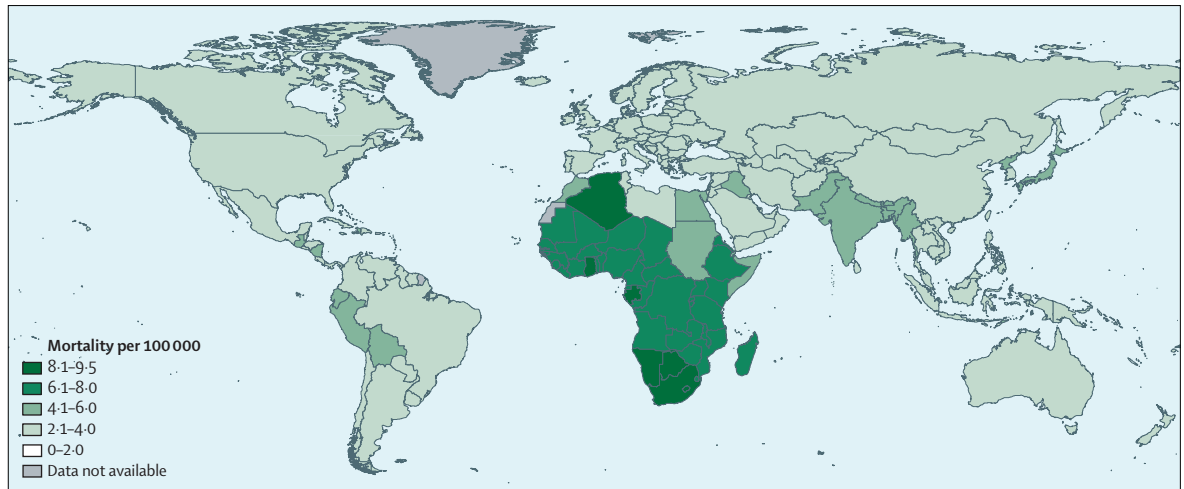 Mortality per 100 000
8·1–9·5
6·1–8·0
4·1–6·0
2·1–4·0
0–2·0
Data not available